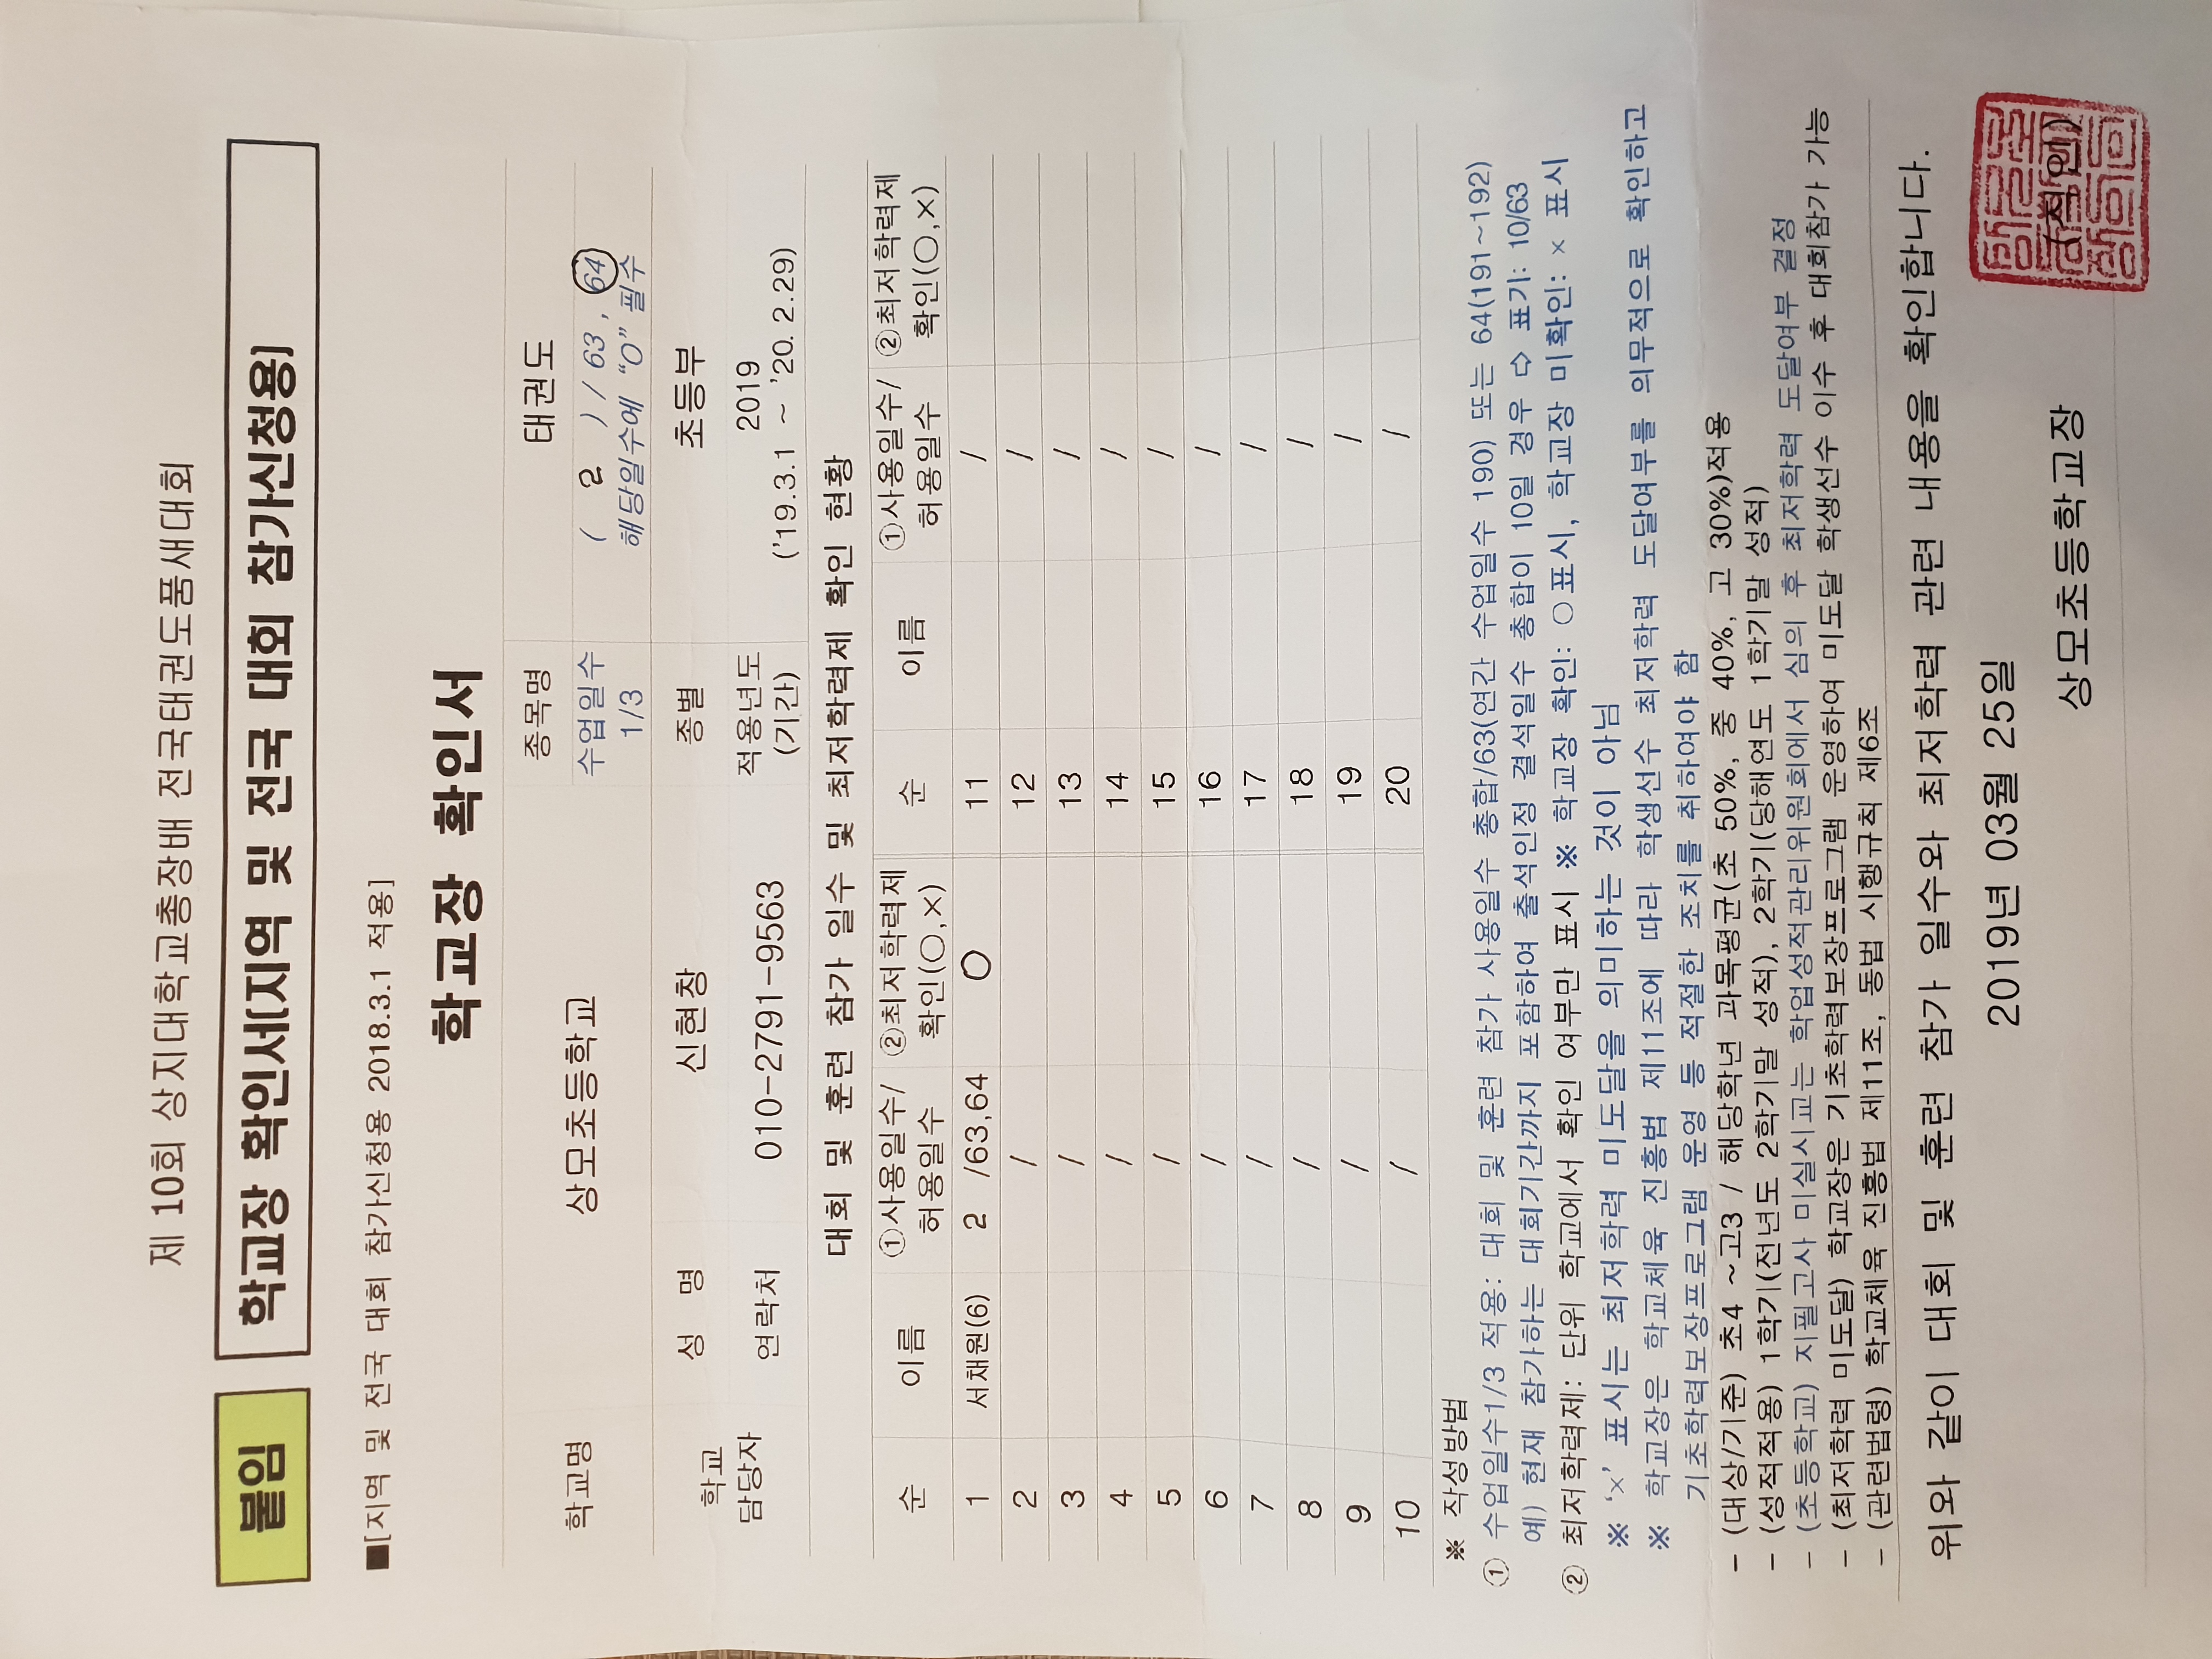 제 10회 상지대학교총장배 전국태권도품새대회
붙임
학교장 확인서[지역 및 전국 대회 참가신청용]
■[지역 및 전국 대회 참가신청용 2018.3.1 적용]
학교장 확인서
학교명 상모초등학교 종목명 태권도
수업일수 1/3 ( 2 ) / 63 , 64
해당일수에 “O” 필수
학교 담당자 성 명 신현창 종별 초등부
연락처 010-2791-9563 적용년도 (기간) 2019
('19.3.1 ~ '20. 2.29)
대회 및 훈련 참가 일수 및 최저학력제 확인 현황
순 이름 ①사용일수/허용일수 ②최저학력제 확인(○,×) 순 이름 ①사용일수/허용일수 ②최저학력제 확인(○,×)
1 서채원(6) 2 /63,64 O 11 /
2 / 12 /
3 / 13 /
4 / 14 /
5 / 15 /
6 / 16 /
7 / 17 /
8 / 18 /
9 / 19 /
10 / 20 /
※ 작성방법
① 수업일수1/3 적용: 대회 및 훈련 참가 사용일수 총합/63(연간 수업일수 190) 또는 64(191~192)
예) 현재 참가하는 대회기간까지 포함하여 출석인정 결석일수 총합이 10일 경우 ⇨ 표기: 10/63
② 최저학력제: 단위 학교에서 확인 여부만 표시 ※ 학교장 확인: ○표시, 학교장 미확인: × 표시
※ ‘×’ 표시는 최저학력 미도달을 의미하는 것이 아님
※ 학교장은 학교체육 진흥법 제11조에 따라 학생선수 최저학력 도달여부를 의무적으로 확인하고
기초학력보장프로그램 운영 등 적절한 조치를 취하여야 함
- (대상/기준) 초4 ~고3 / 해당학년 과목평균(초 50%, 중 40%, 고 30%)적용
- (성적적용) 1학기(전년도 2학기말 성적), 2학기(당해연도 1학기말 성적)
- (초등학교) 지필고사 미실시교는 학업성적관리위원회에서 심의 후 최저학력 도달여부 결정
- (최저학력 미도달) 학교장은 기초학력보장프로그램 운영하여 미도달 학생선수 이수 후 대회참가 가능
- (관련법령) 학교체육 진흥법 제11조, 동법 시행규칙 제6조
위와 같이 대회 및 훈련 참가 일수와 최저학력 관련 내용을 확인합니다.
2019년 03월 25일
상모초등학교장 (직인)